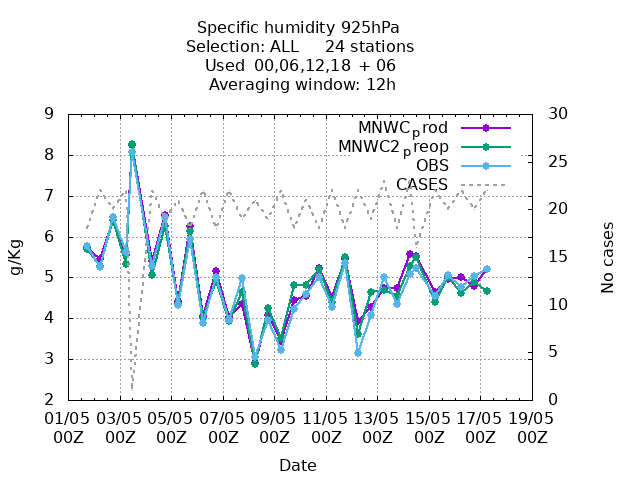 Specific humidity 925hPa
Selection: ALL 24 stations
Used 00,06,12,18 + 06
Averaging window: 12h
g/Kg
No cases
9
8
7
6
5
4
3
2
30
25
20
15
10
5
0
MNWCprod
MNWC2preop
OBS
CASES
01/05 03/05 05/05 07/05 09/05 11/05 13/05 15/05 17/05 19/05
00Z 00Z 00Z 00Z 00Z 00Z 00Z 00Z 00Z 00Z
Date